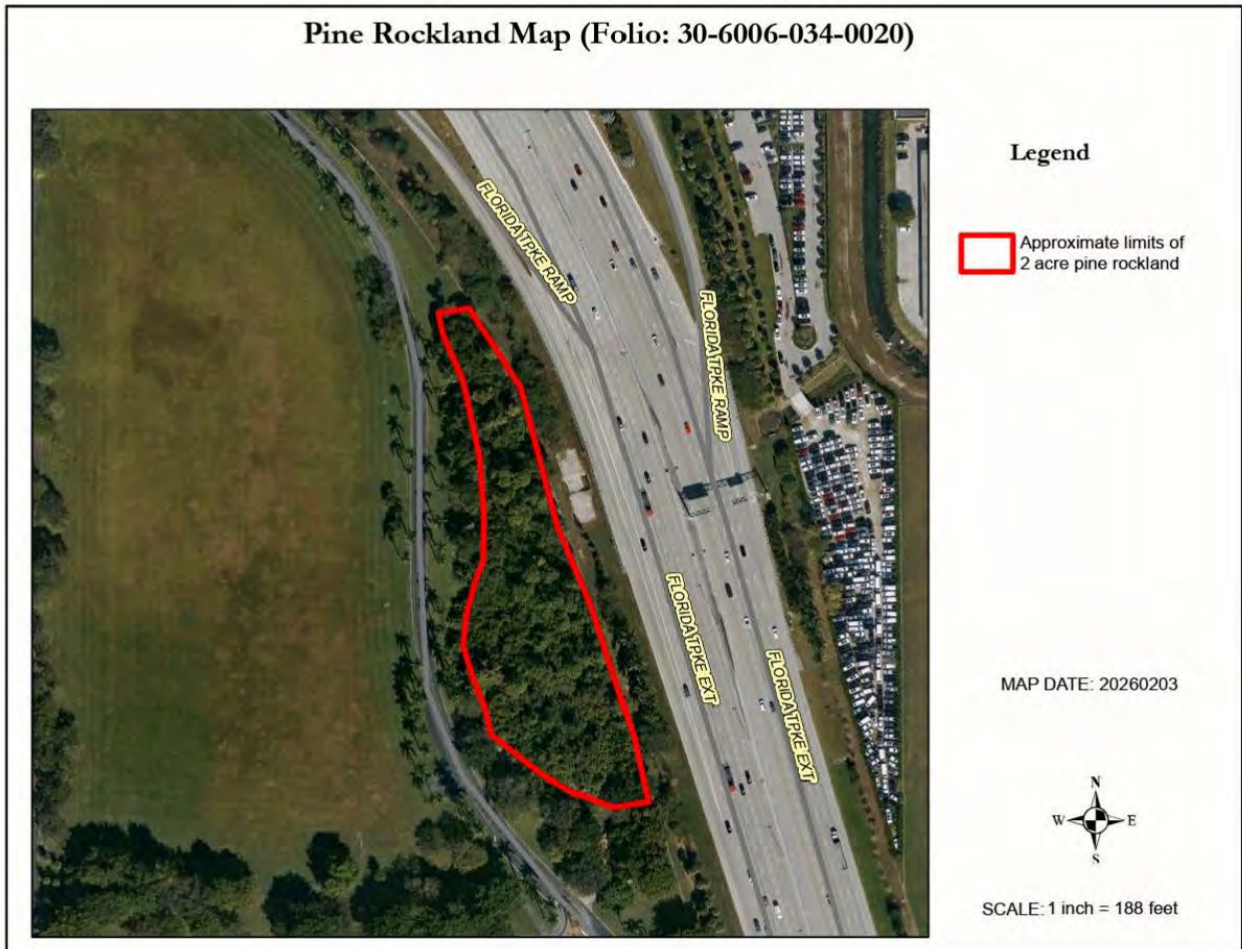 Pine Rockland Map (Folio: 30-6006-034-0020)
Legend
Approximate limits of
2 acre pine rockland
FLORIDA TPKE RAMP
FLORIDA TPKE RAMP
FLORIDA TPKE EXT
FLORIDA TPKE EXT
MAP DATE: 20260203
N
W E
S
SCALE: 1 inch = 188 feet